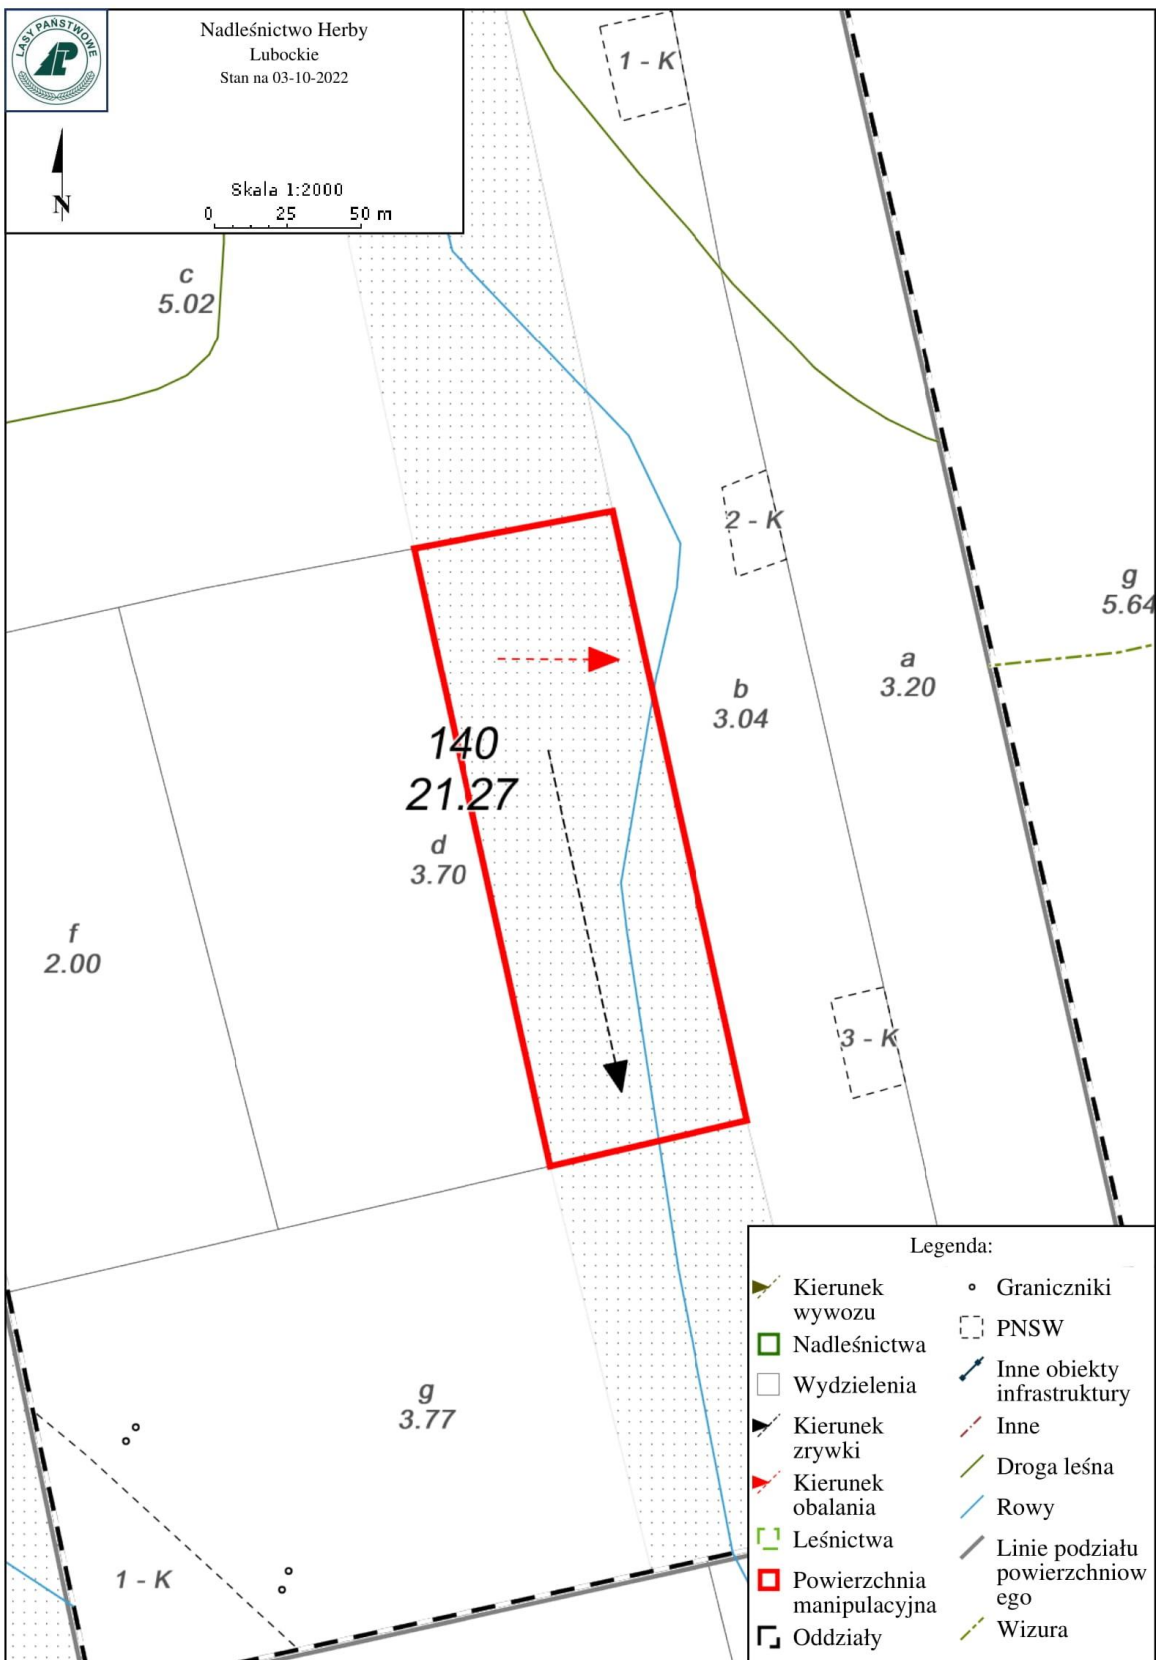 LASY PAŃSTWOWE
Nadleśnictwo Herby
Lubockie
Stan na 03-10-2022
N
Skala 1:2000
0 25 50 m
1 - K
c
5.02
2 - K
g
5.64
a
3.20
b
3.04
140
21.27
d
3.70
f
2.00
3 - K
g
3.77
1 - K
Legenda:
Kierunek
wywozu
Nadleśnictwa
Wydzielenia
Kierunek
zrywki
Kierunek
obalania
Leśnictwa
Powierzchnia
manipulacyjna
Oddziały
Graniczniki
PNSW
Inne obiekty
infrastruktury
Inne
Droga leśna
Rowy
Linie podziału
powierzchniow
ego
Wizura